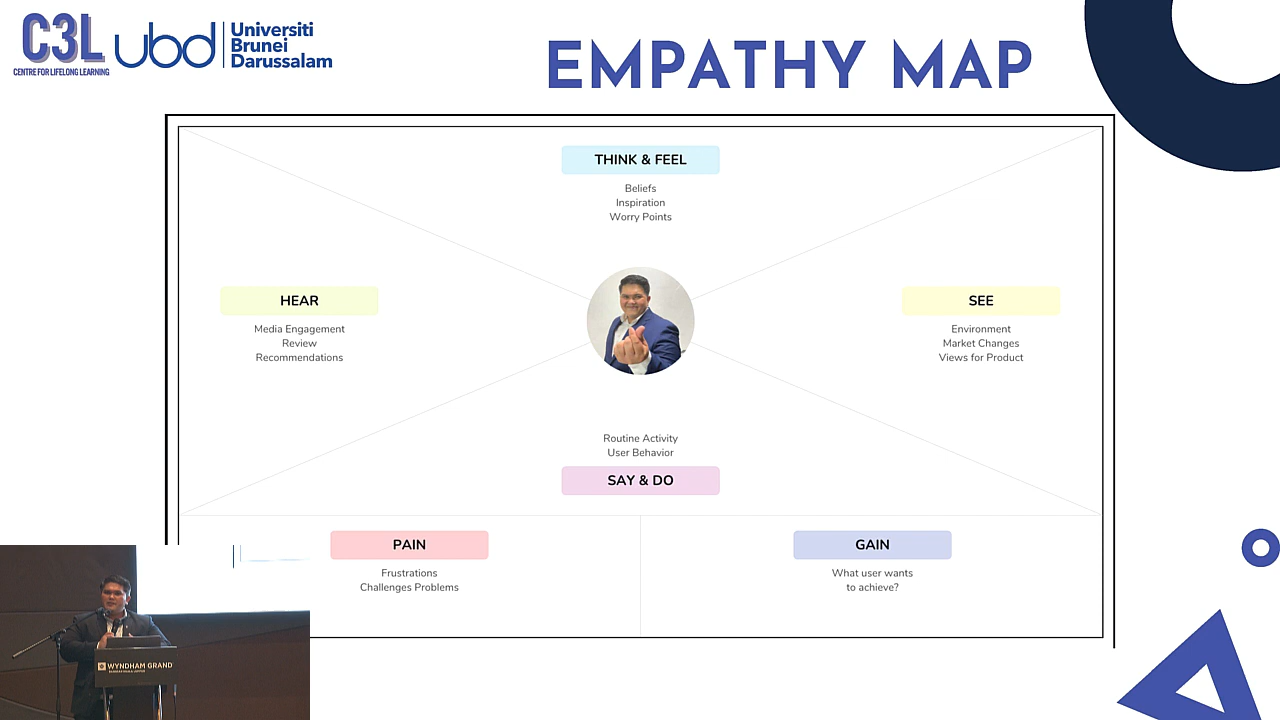 C3L
CENTRE FOR LIFELONG LEARNING
ubd
Universiti
Brunei
Darussalam
EMPATHY MAP
THINK & FEEL
Beliefs
Inspiration
Worry Points
HEAR
Media Engagement
Review
Recommendations
SEE
Environment
Market Changes
Views for Product
Routine Activity
User Behavior
SAY & DO
PAIN
Frustrations
Challenges Problems
GAIN
What user wants
to achieve?
WYNDHAM GRAND